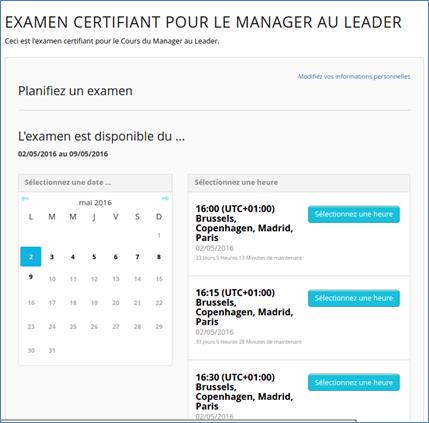 EXAMEN CERTIFIANT POUR LE MANAGER AU LEADER
Ceci est l'examen certifiant pour le Cours du Manager au Leader.
Modifiez vos informations personnelles
Planifiez un examen
L'examen est disponible du ...
02/05/2016 au 09/05/2016
Sélectionnez une date ...
mai 2016
L M M J V S D
1
2 3 4 5 6 7 8
9 10 11 12 13 14 15
16 17 18 19 20 21 22
23 24 25 26 27 28 29
30 31
Sélectionnez une heure
16:00 (UTC+01:00)
Brussels,
Copenhagen, Madrid,
Paris
02/05/2016
33 Jours 5 Heures 13 Minutes de maintenant
Sélectionnez une heure
16:15 (UTC+01:00)
Brussels,
Copenhagen, Madrid,
Paris
02/05/2016
33 Jours 5 Heures 28 Minutes de maintenant
Sélectionnez une heure
16:30 (UTC+01:00)
Brussels,
Copenhagen, Madrid,
Paris
02/05/2016
Sélectionnez une heure